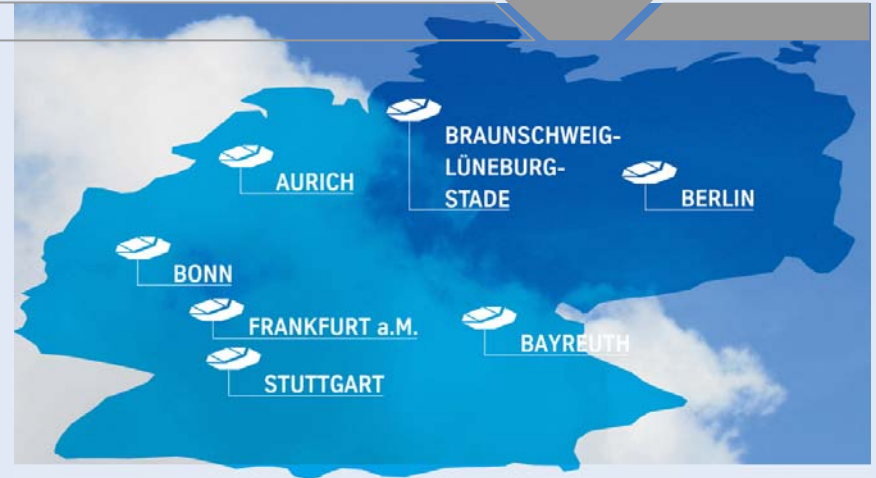 BRAUNSCHWEIG-
LÜNEBURG-
STADE
AURICH
BERLIN
BONN
FRANKFURT a.M.
BAYREUTH
STUTTGART